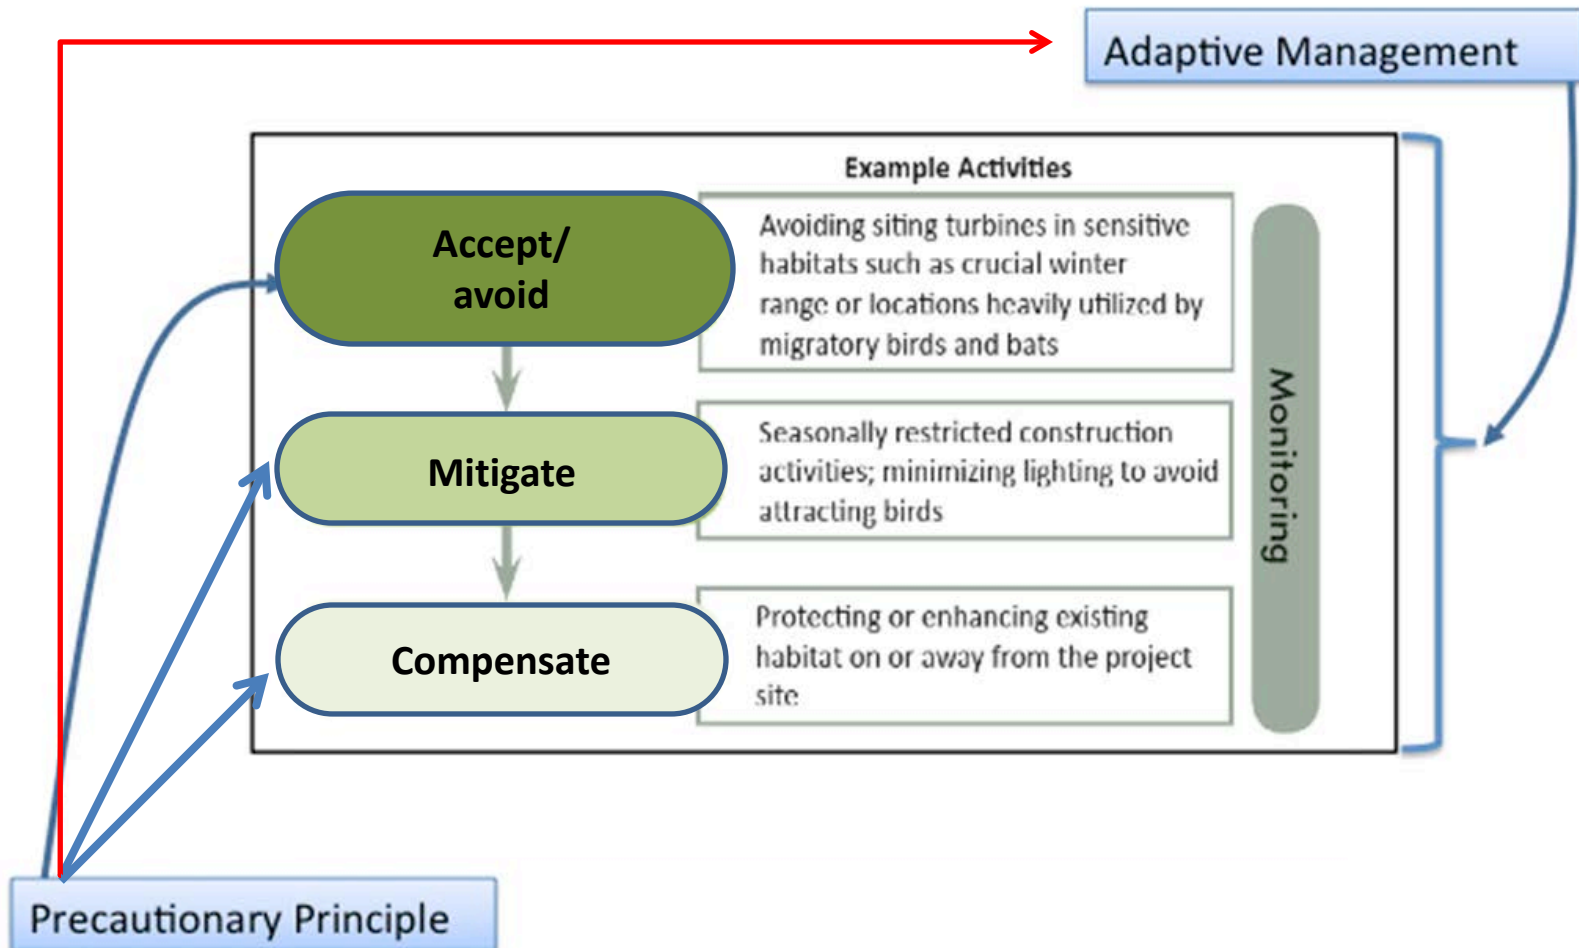 Adaptive Management
Example Activities
Accept/
avoid
Avoiding siting turbines in sensitive
habitats such as crucial winter
range or locations heavily utilized by
migratory birds and bats
Mitigate
Seasonally restricted construction
activities; minimizing lighting to avoid
attracting birds
Compensate
Protecting or enhancing existing
habitat on or away from the project
site
Monitoring
Precautionary Principle